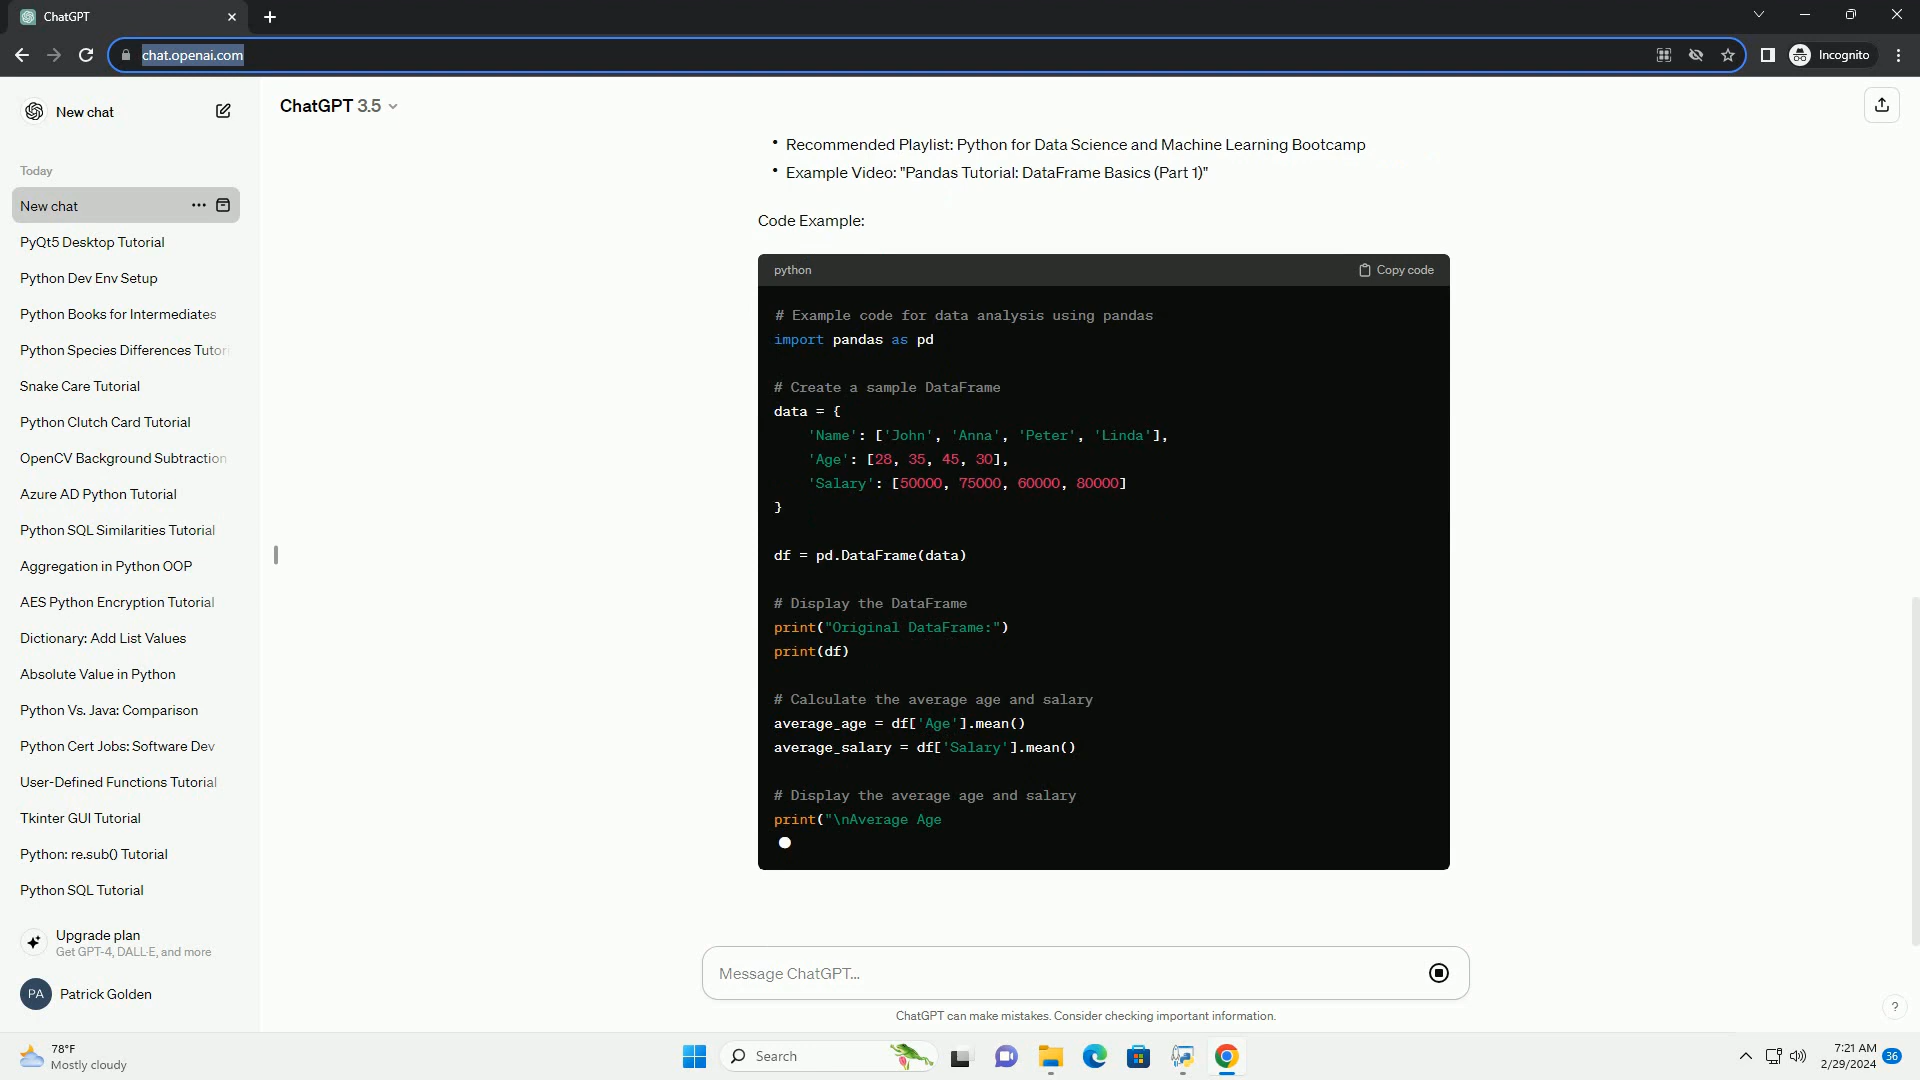 ChatGPT
chat.openai.com
Incognito
New chat
Today
New chat
PyQt5 Desktop Tutorial
Python Dev Env Setup
Python Books for Intermediates
Python Species Differences Tutori
Snake Care Tutorial
Python Clutch Card Tutorial
OpenCV Background Subtraction
Azure AD Python Tutorial
Python SQL Similarities Tutorial
Aggregation in Python OOP
AES Python Encryption Tutorial
Dictionary: Add List Values
Absolute Value in Python
Python Vs. Java: Comparison
Python Cert Jobs: Software Dev
User-Defined Functions Tutorial
Tkinter GUI Tutorial
Python: re.sub() Tutorial
Python SQL Tutorial
Upgrade plan
Get GPT-4, DALL·E, and more
PA Patrick Golden
ChatGPT 3.5
• Recommended Playlist: Python for Data Science and Machine Learning Bootcamp
• Example Video: "Pandas Tutorial: DataFrame Basics (Part 1)"
Code Example:
python Copy code
# Example code for data analysis using pandas
import pandas as pd
# Create a sample DataFrame
data = {
'Name': ['John', 'Anna', 'Peter', 'Linda'],
'Age': [28, 35, 45, 30],
'Salary': [50000, 75000, 60000, 80000]
}
df = pd.DataFrame(data)
# Display the DataFrame
print("Original DataFrame:")
print(df)
# Calculate the average age and salary
average_age = df['Age'].mean()
average_salary = df['Salary'].mean()
# Display the average age and salary
print("\nAverage Age
Message ChatGPT...
ChatGPT can make mistakes. Consider checking important information.
?
78°F
Mostly cloudy
Search
7:21 AM
2/29/2024
36